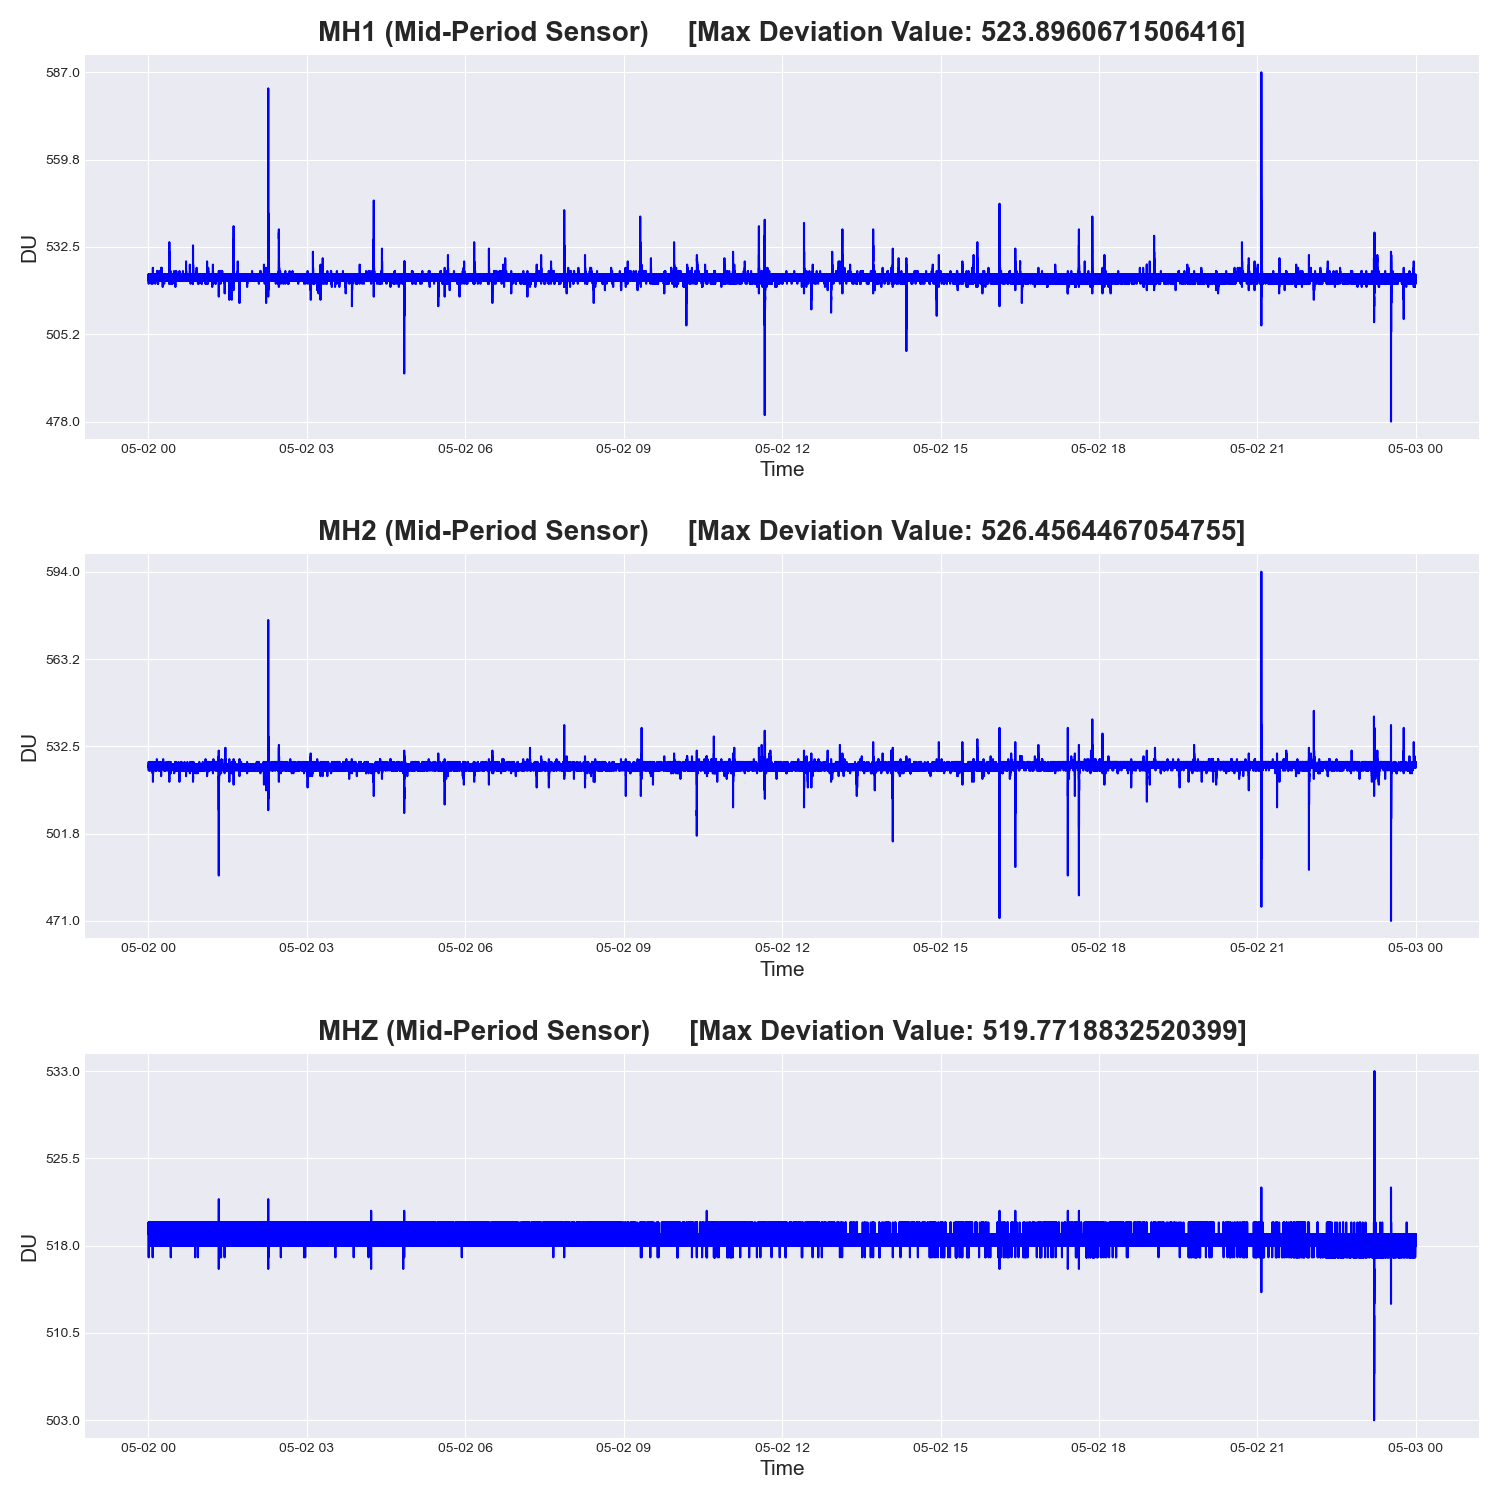 MH1 (Mid-Period Sensor) [Max Deviation Value: 523.8960671506416]
587.0
559.8
532.5
505.2
478.0
DU
05-02 00 05-02 03 05-02 06 05-02 09 05-02 12 05-02 15 05-02 18 05-02 21 05-03 00
Time
MH2 (Mid-Period Sensor) [Max Deviation Value: 526.4564467054755]
594.0
563.2
532.5
501.8
471.0
DU
05-02 00 05-02 03 05-02 06 05-02 09 05-02 12 05-02 15 05-02 18 05-02 21 05-03 00
Time
MHZ (Mid-Period Sensor) [Max Deviation Value: 519.7718832520399]
533.0
525.5
518.0
510.5
503.0
DU
05-02 00 05-02 03 05-02 06 05-02 09 05-02 12 05-02 15 05-02 18 05-02 21 05-03 00
Time